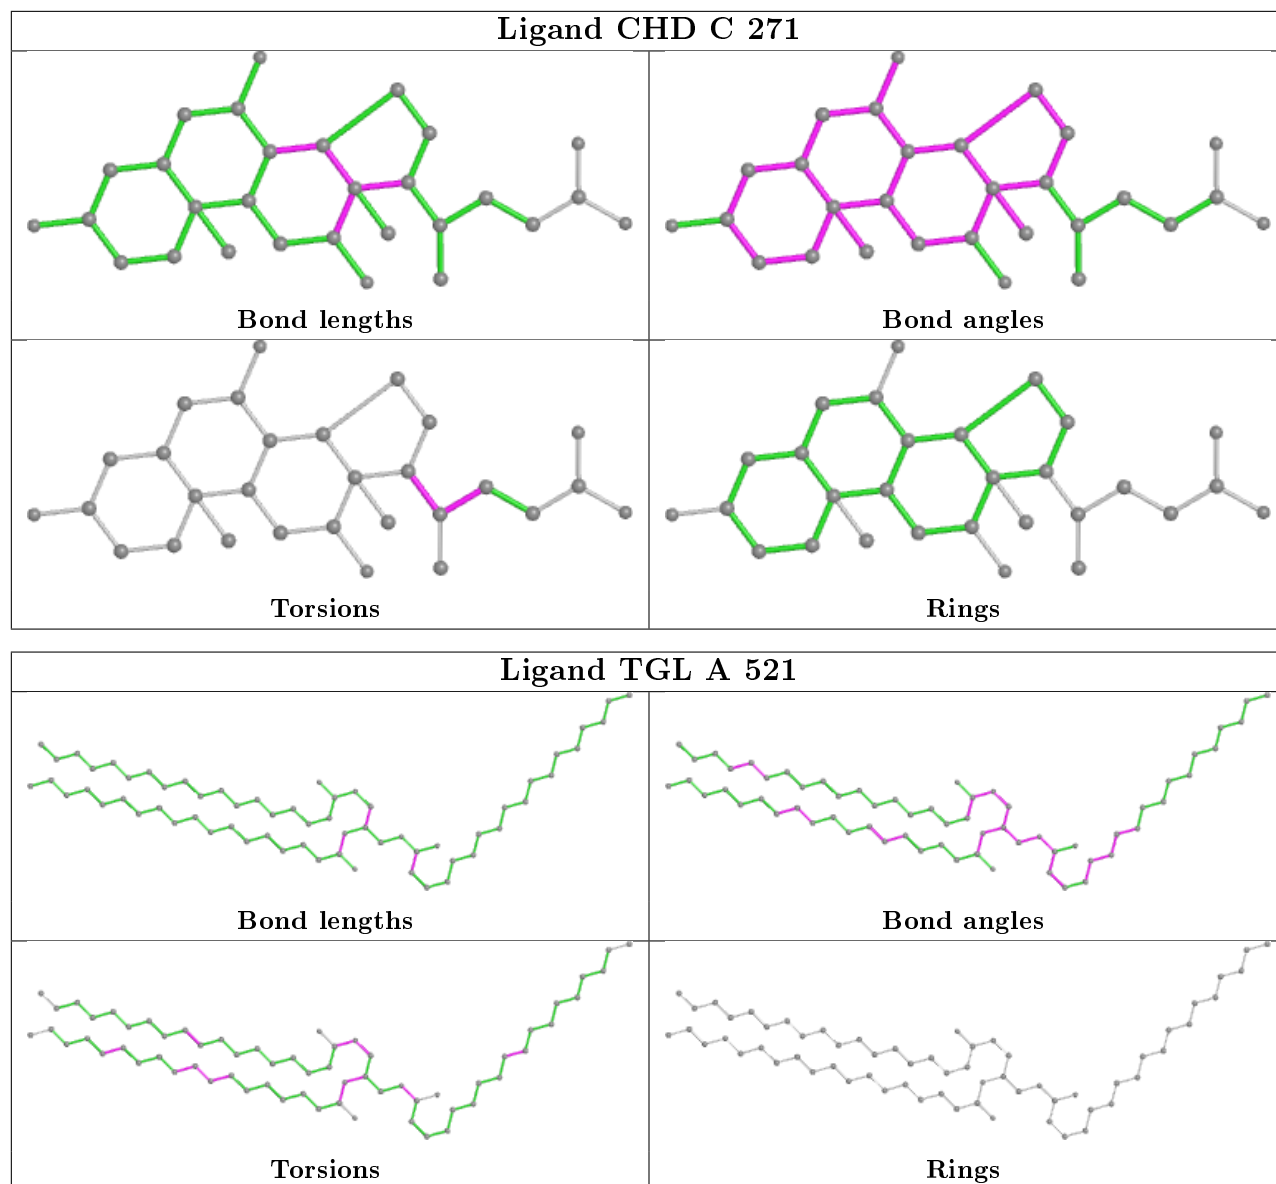 Ligand CHD C 271
Bond lengths
Bond angles
Torsions
Rings
Ligand TGL A 521
Bond lengths
Bond angles
Torsions
Rings